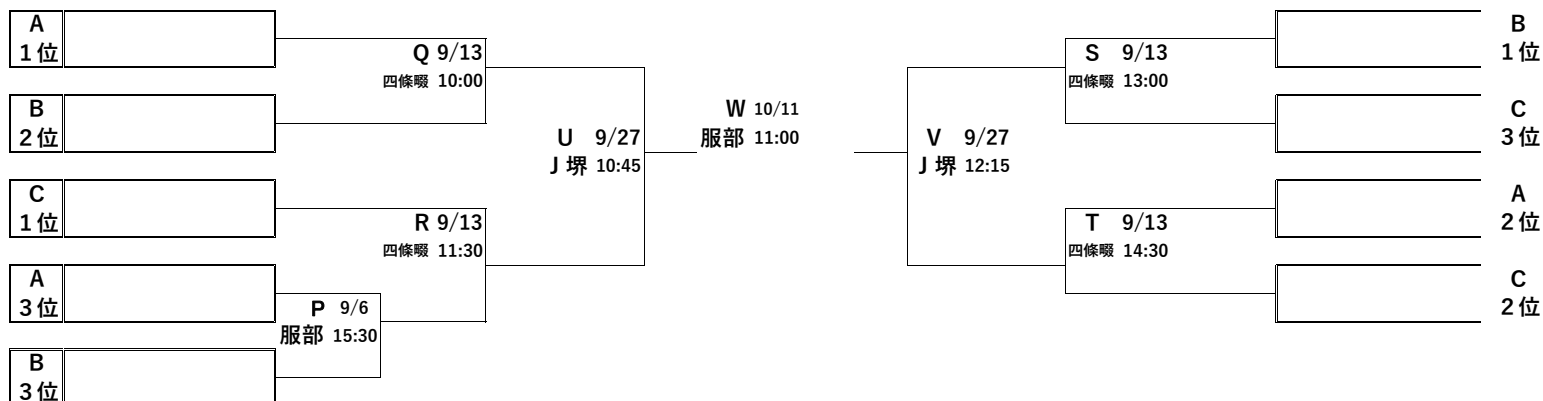 A
1位
Q 9/13
四條畷 10:00
B
2位
U 9/27
J堺 10:45
C
1位
R 9/13
四條畷 11:30
A
3位
P 9/6
服部 15:30
B
3位
W 10/11
服部 11:00
V 9/27
J堺 12:15
S 9/13
四條畷 13:00
B
1位
C
3位
T 9/13
四條畷 14:30
A
2位
C
2位